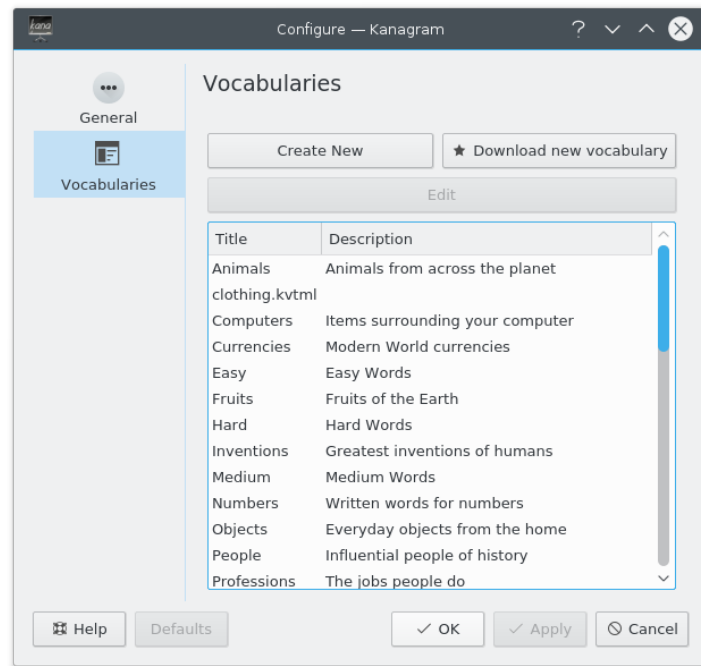 kana
Configure — Kanagram
General
Vocabularies
Vocabularies
Create New
Download new vocabulary
Edit
Title Description
Animals Animals from across the planet
clothing.kvtml
Computers Items surrounding your computer
Currencies Modern World currencies
Easy Easy Words
Fruits Fruits of the Earth
Hard Hard Words
Inventions Greatest inventions of humans
Medium Medium Words
Numbers Written words for numbers
Objects Everyday objects from the home
People Influential people of history
Professions The jobs people do
Help Defaults OK Apply Cancel